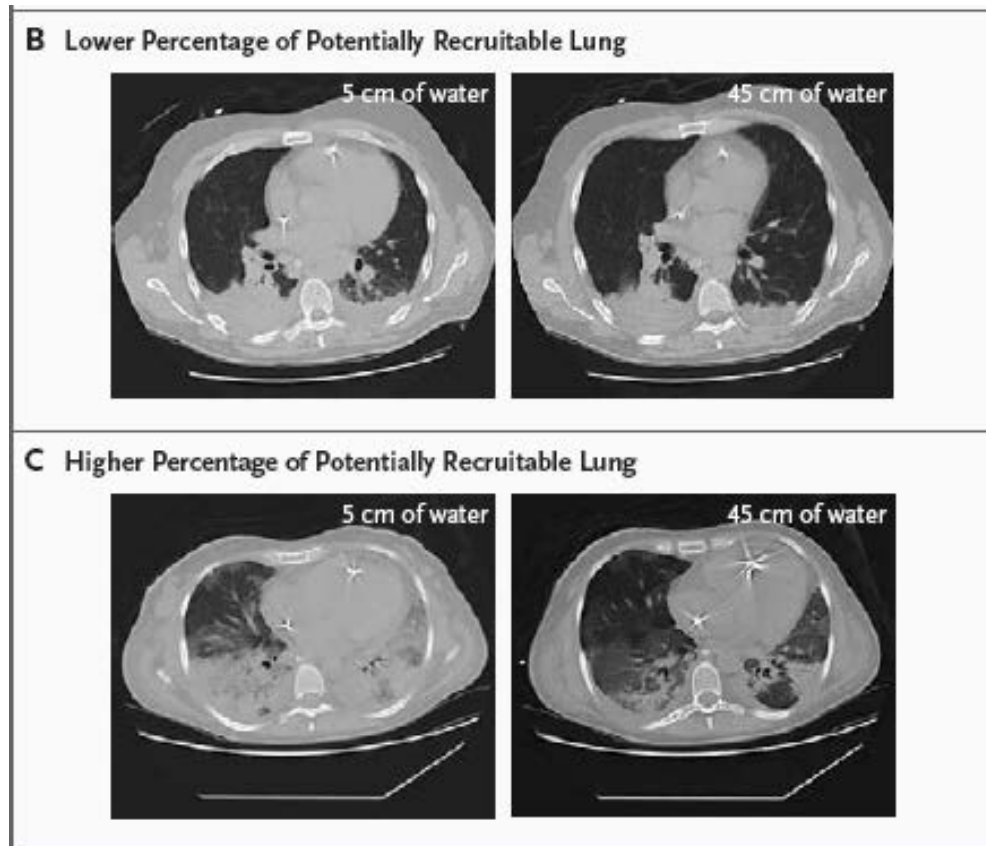 B Lower Percentage of Potentially Recruitable Lung
5 cm of water
45 cm of water
C Higher Percentage of Potentially Recruitable Lung
5 cm of water
45 cm of water